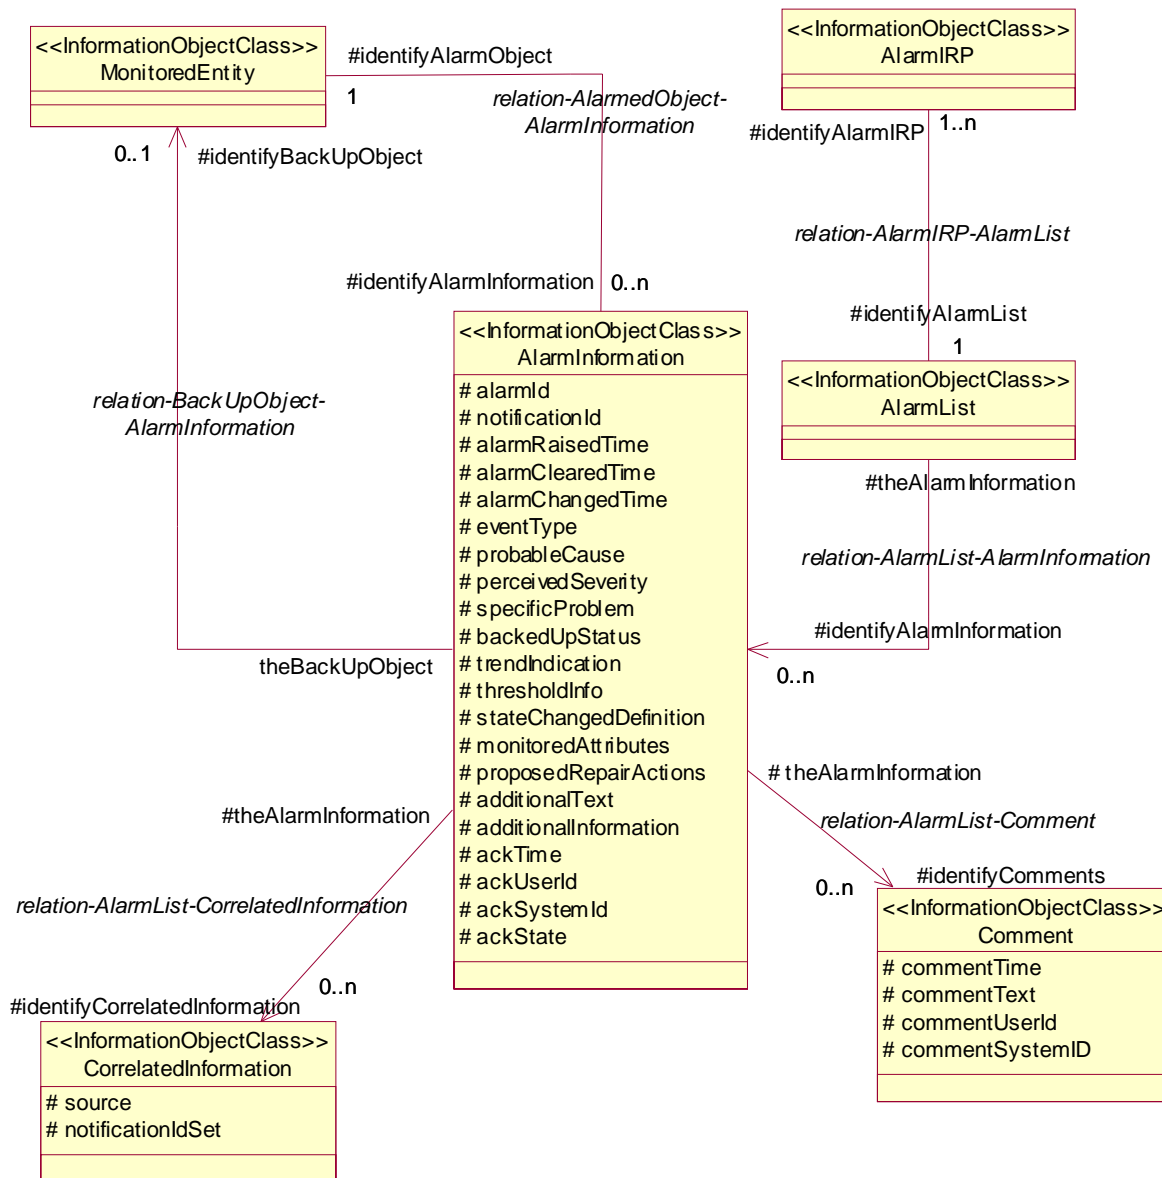 <<InformationObjectClass>>
MonitoredEntity
#identifyAlarmObject
1
relation-AlarmedObject-
AlarmInformation
<<InformationObjectClass>>
AlarmIRP
#identifyAlarmIRP
1..n
0..1
#identifyBackUpObject
relation-AlarmIRP-AlarmList
#identifyAlarmInformation
0..n
#identifyAlarmList
1
<<InformationObjectClass>>
AlarmInformation
# alarmId
# notificationId
# alarmRaisedTime
# alarmClearedTime
# alarmChangedTime
# eventType
# probableCause
# perceivedSeverity
# specificProblem
# backedUpStatus
# trendIndication
# thresholdInfo
# stateChangedDefinition
# monitoredAttributes
# proposedRepairActions
# additionalText
# additionalInformation
# ackTime
# ackUserId
# ackSystemId
# ackState
<<InformationObjectClass>>
AlarmList
#theAlarmInformation
relation-AlarmList-AlarmInformation
#identifyAlarmInformation
0..n
relation-BackUpObject-
AlarmInformation
theBackUpObject
#theAlarmInformation
relation-AlarmList-CorrelatedInformation
0..n
#identifyCorrelatedInformation
<<InformationObjectClass>>
CorrelatedInformation
# source
# notificationIdSet
# theAlarmInformation
relation-AlarmList-Comment
0..n
#identifyComments
<<InformationObjectClass>>
Comment
# commentTime
# commentText
# commentUserId
# commentSystemID